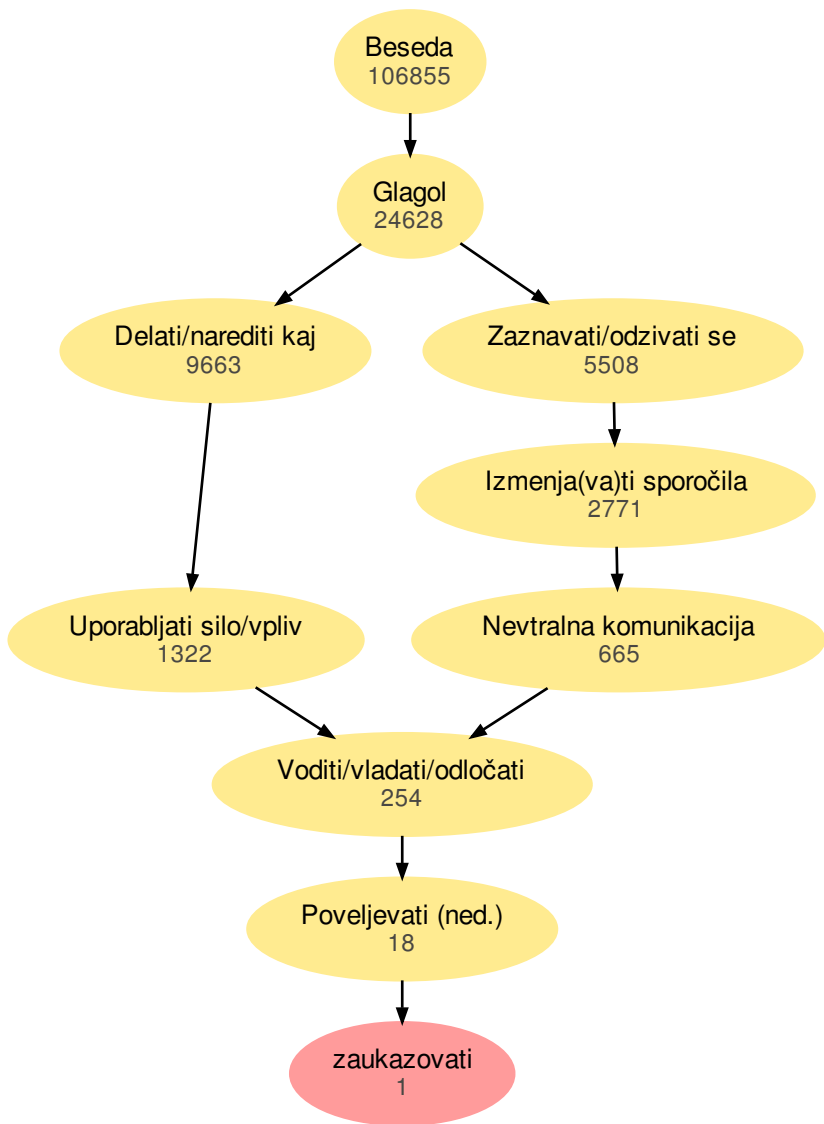 Beseda
106855
Glagol
24628
Delati/narediti kaj
9663
Zaznavati/odzivati se
5508
Izmenja(va)ti sporočila
2771
Uporabljati silo/vpliv
1322
Nevtralna komunikacija
665
Voditi/vladati/odločati
254
Poveljevati (ned.)
18
zaukazovati
1